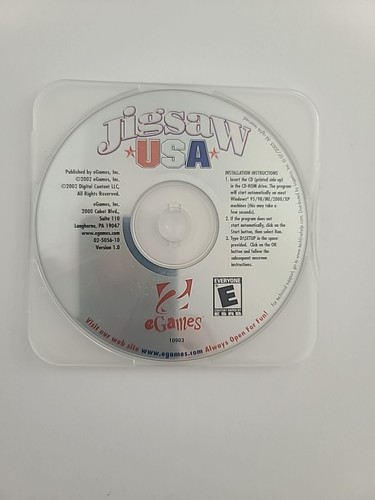 Jigsaw
★USA★
Published by eGames, Inc.
©2002 eGames, Inc.
©2002 Digital Content LLC,
All Rights Reserved.
eGames, Inc.
2000 Cabot Blvd.,
Suite 110
Langhorne, PA 19047
www.egames.com
02-5056-10
Version 1.0
INSTALLATION INSTRUCTIONS
1. Insert the CD (printed side up)
in the CD-ROM drive. The program
will start automatically on most
Windows® 95/98/ME/2000/XP
machines (this may take a
few seconds).
2. If the program does not
start automatically, click on the
Start button, then select Run.
3. Type D:\SETUP in the space
provided. Click on the OK
button and follow the
subsequent onscreen
instructions.
EVERYONE
E
ESRB
eGames™
10903
Visit our web site www.egames.com Always Open For Fun!